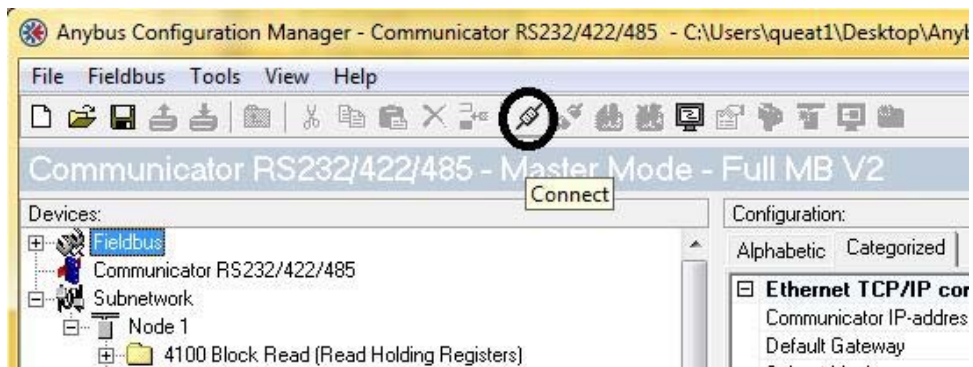 Anybus Configuration Manager - Communicator RS232/422/485 - C:\Users\queat1\Desktop\Anyb
File Fieldbus Tools View Help
Communicator RS232/422/485 - Master Mode - Full MB V2
Connect
Devices:
Fieldbus
Communicator RS232/422/485
Subnetwork
Node 1
4100 Block Read (Read Holding Registers)
Configuration:
Alphabetic Categorized
Ethernet TCP/IP con
Communicator IP-addres
Default Gateway